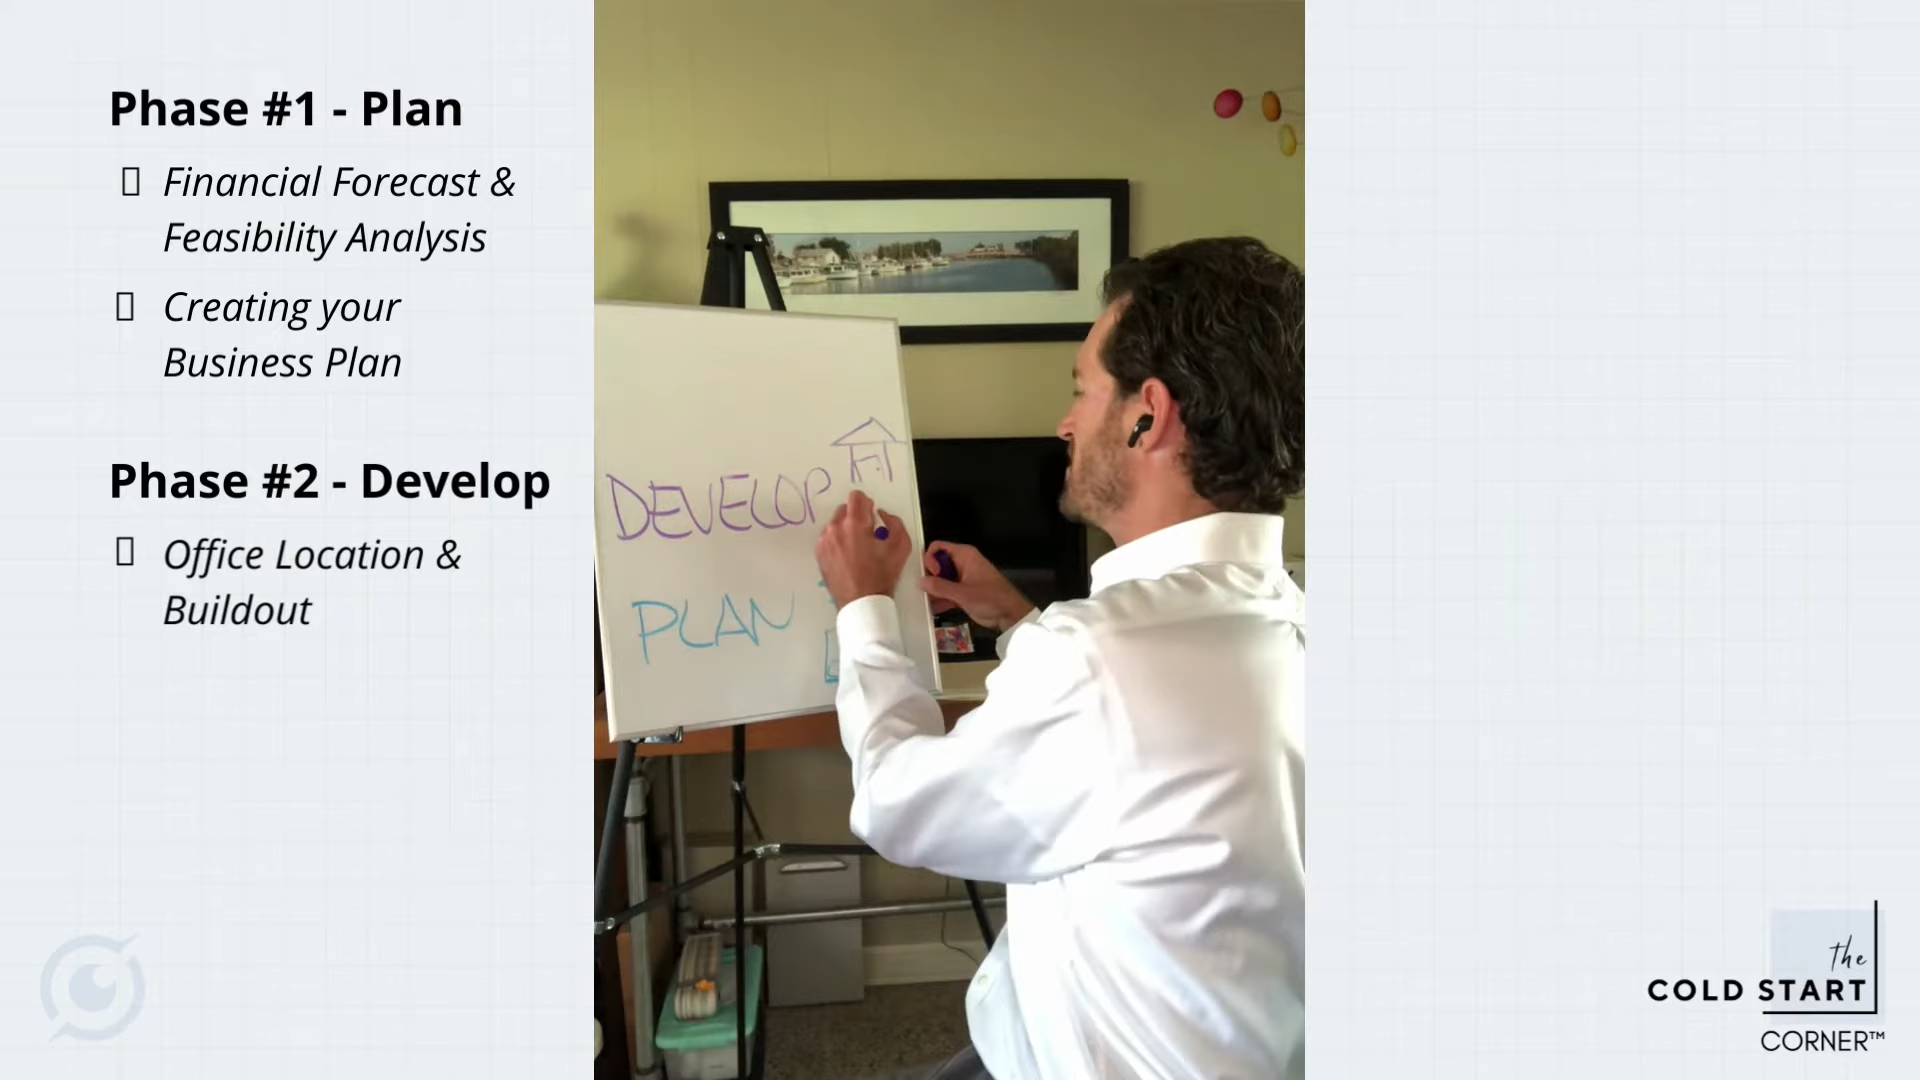 Phase #1 - Plan
Financial Forecast &
Feasibility Analysis
Creating your
Business Plan
Phase #2 - Develop
Office Location &
Buildout
DEVELOP
PLAN
the
COLD START
CORNER™